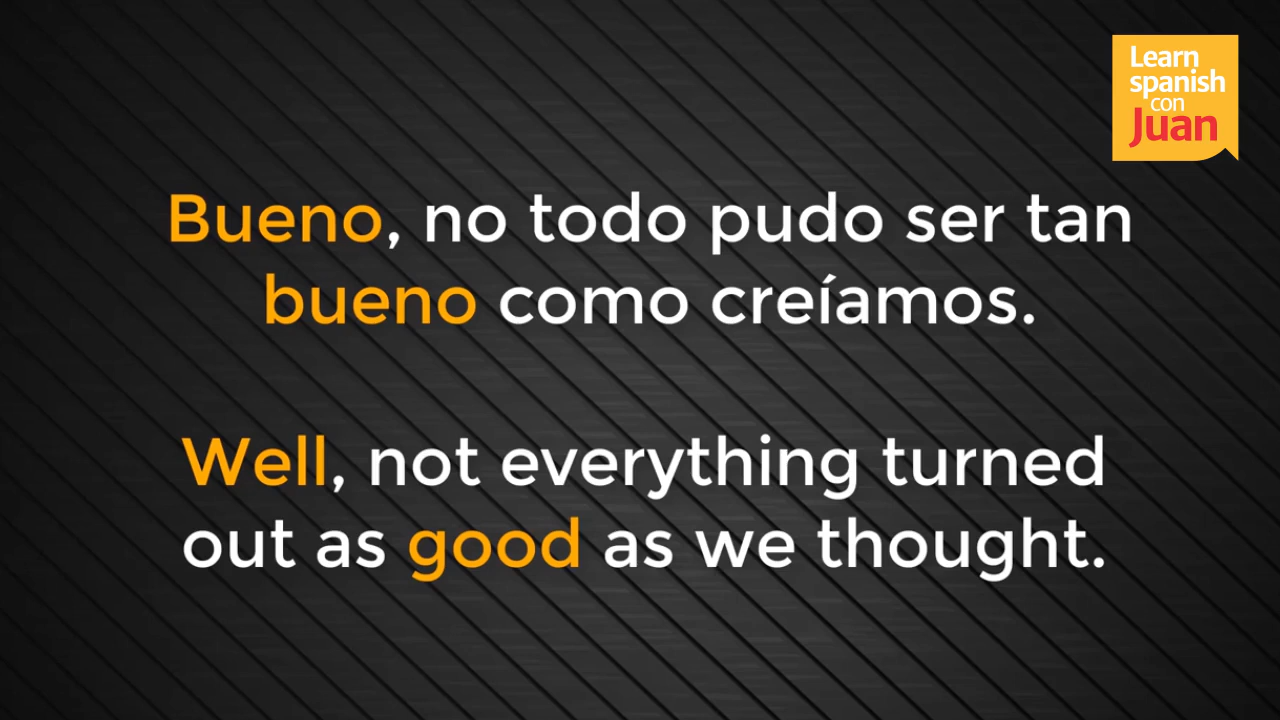 Learn
spanish
con
Juan
Bueno, no todo pudo ser tan
bueno como creíamos.
Well, not everything turned
out as good as we thought.